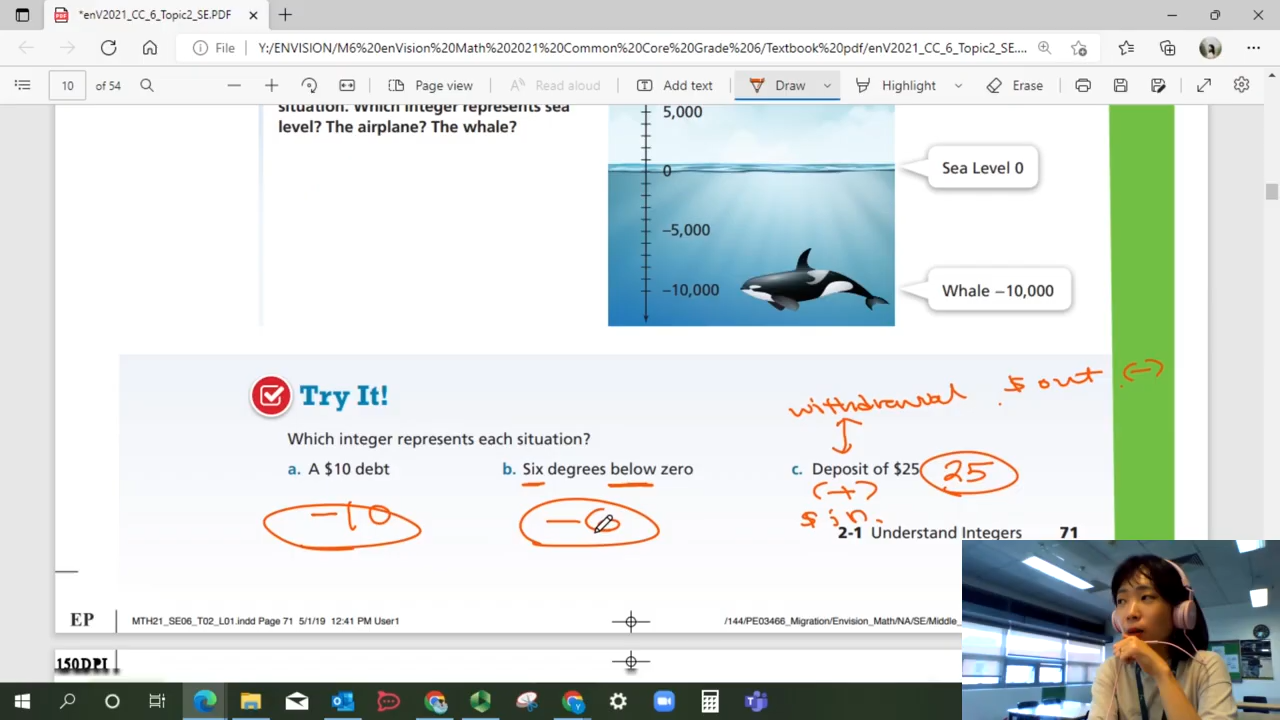 *enV2021_CC_6_Topic2_SE.PDF
File
Y:/ENVISION/M6%20enVision%20Math%202021%20Common%20Core%20Grade%206/Textbook%20pdf/enV2021_CC_6_Topic2_SE....
10 of 54
Page view
Read aloud
Add text
Draw
Highlight
Erase
situation. Which integer represents sea
level? The airplane? The whale?
5,000
0
−5,000
−10,000
Sea Level 0
Whale −10,000
Try It!
withdrawal
$ out (−)
Which integer represents each situation?
a. A $10 debt
b. Six degrees below zero
c. Deposit of $25
25
−10
−6
(+)
$ in.
2-1 Understand Integers 71
EP
MTH21_SE06_T02_L01.indd Page 71 5/1/19 12:41 PM User1
/144/PE03466_Migration/Envision_Math/NA/SE/Middle_
150DPI